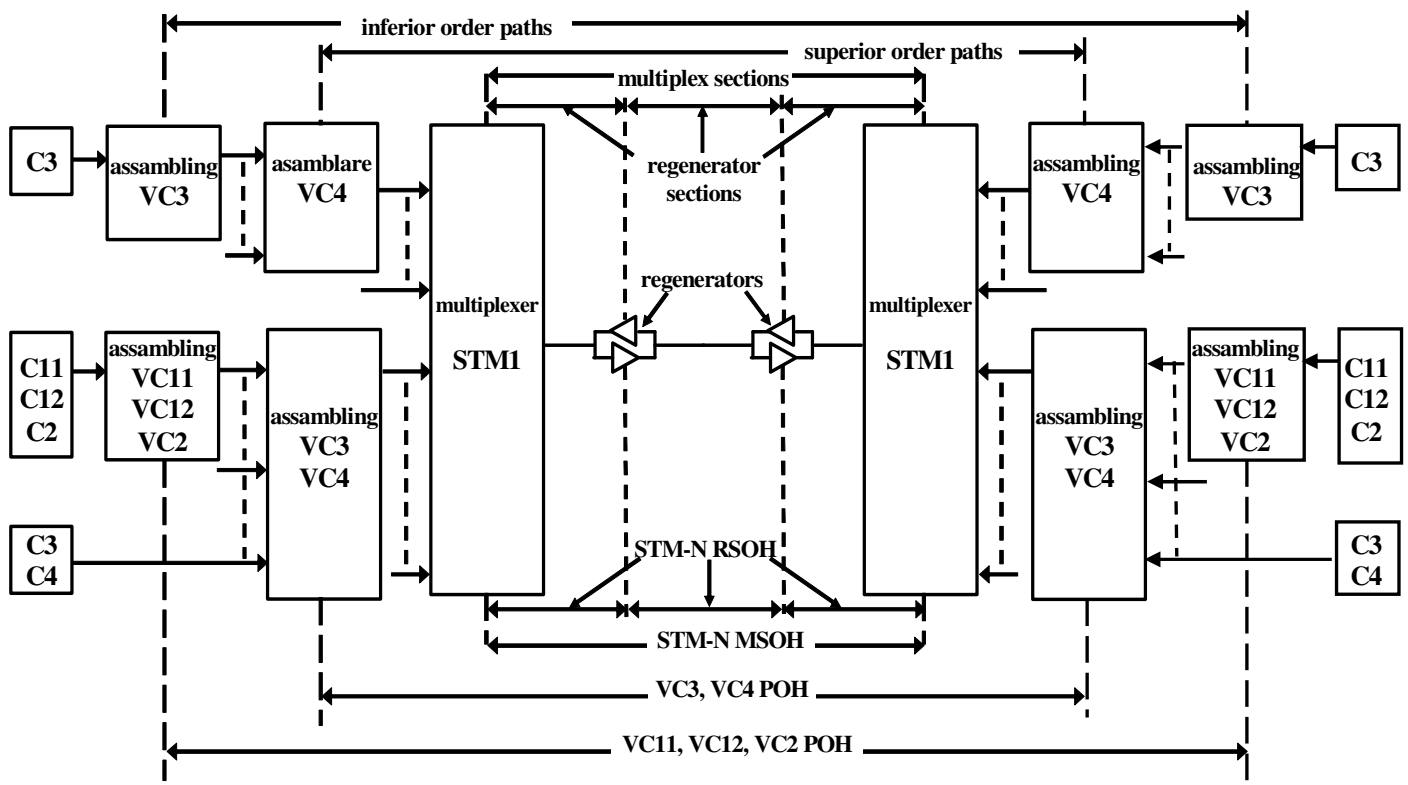 inferior order paths
superior order paths
multiplex sections
regenerator
sections
C3
assambling
VC3
asamblare
VC4
assambling
VC4
assambling
VC3
C3
regenerators
multiplexer
STM1
multiplexer
STM1
C11
C12
C2
assambling
VC11
VC12
VC2
assambling
VC3
VC4
assambling
VC3
VC4
assambling
VC11
VC12
VC2
C11
C12
C2
C3
C4
C3
C4
STM-N RSOH
STM-N MSOH
VC3, VC4 POH
VC11, VC12, VC2 POH